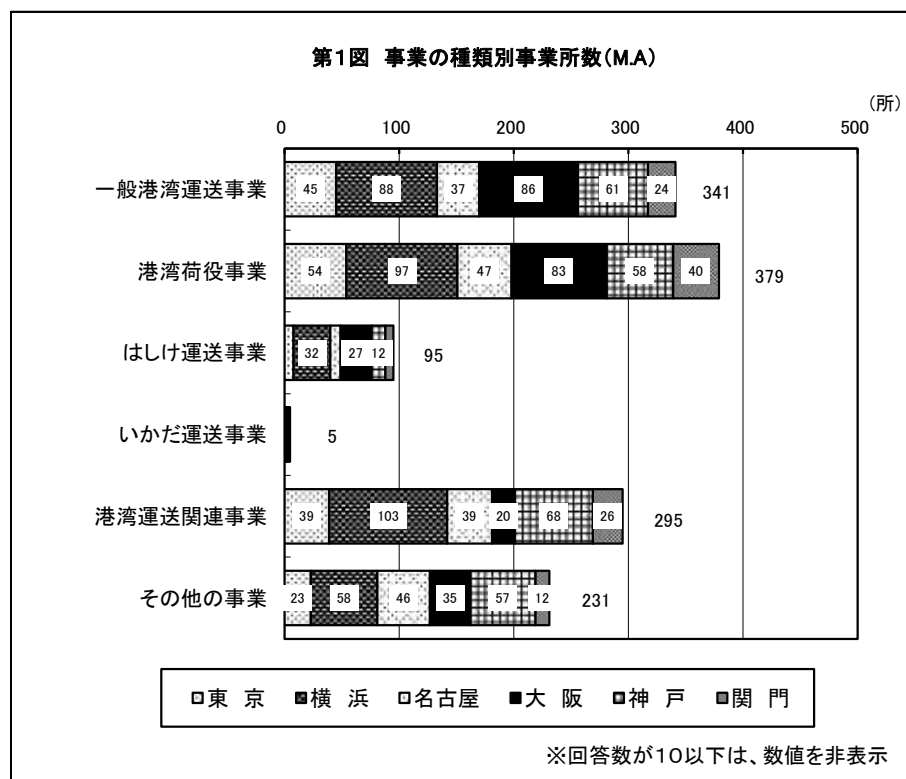 第1図 事業の種類別事業所数(M.A)
(所)
0 100 200 300 400 500
一般港湾運送事業 45 88 37 86 61 24 341
港湾荷役事業 54 97 47 83 58 40 379
はしけ運送事業 32 27 12 95
いかだ運送事業 5
港湾運送関連事業 39 103 39 20 68 26 295
その他の事業 23 58 46 35 57 12 231
東 京 横 浜 名古屋 大 阪 神 戸 関 門
※回答数が10以下は、数値を非表示